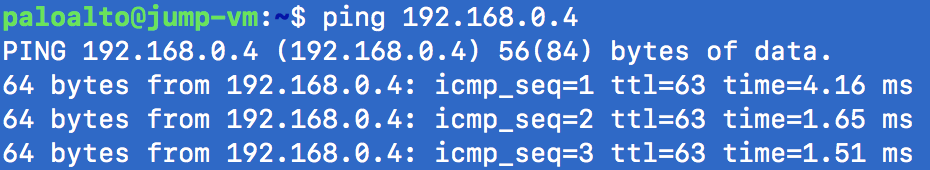 paloalto@jump-vm:~$ ping 192.168.0.4
PING 192.168.0.4 (192.168.0.4) 56(84) bytes of data.
64 bytes from 192.168.0.4: icmp_seq=1 ttl=63 time=4.16 ms
64 bytes from 192.168.0.4: icmp_seq=2 ttl=63 time=1.65 ms
64 bytes from 192.168.0.4: icmp_seq=3 ttl=63 time=1.51 ms